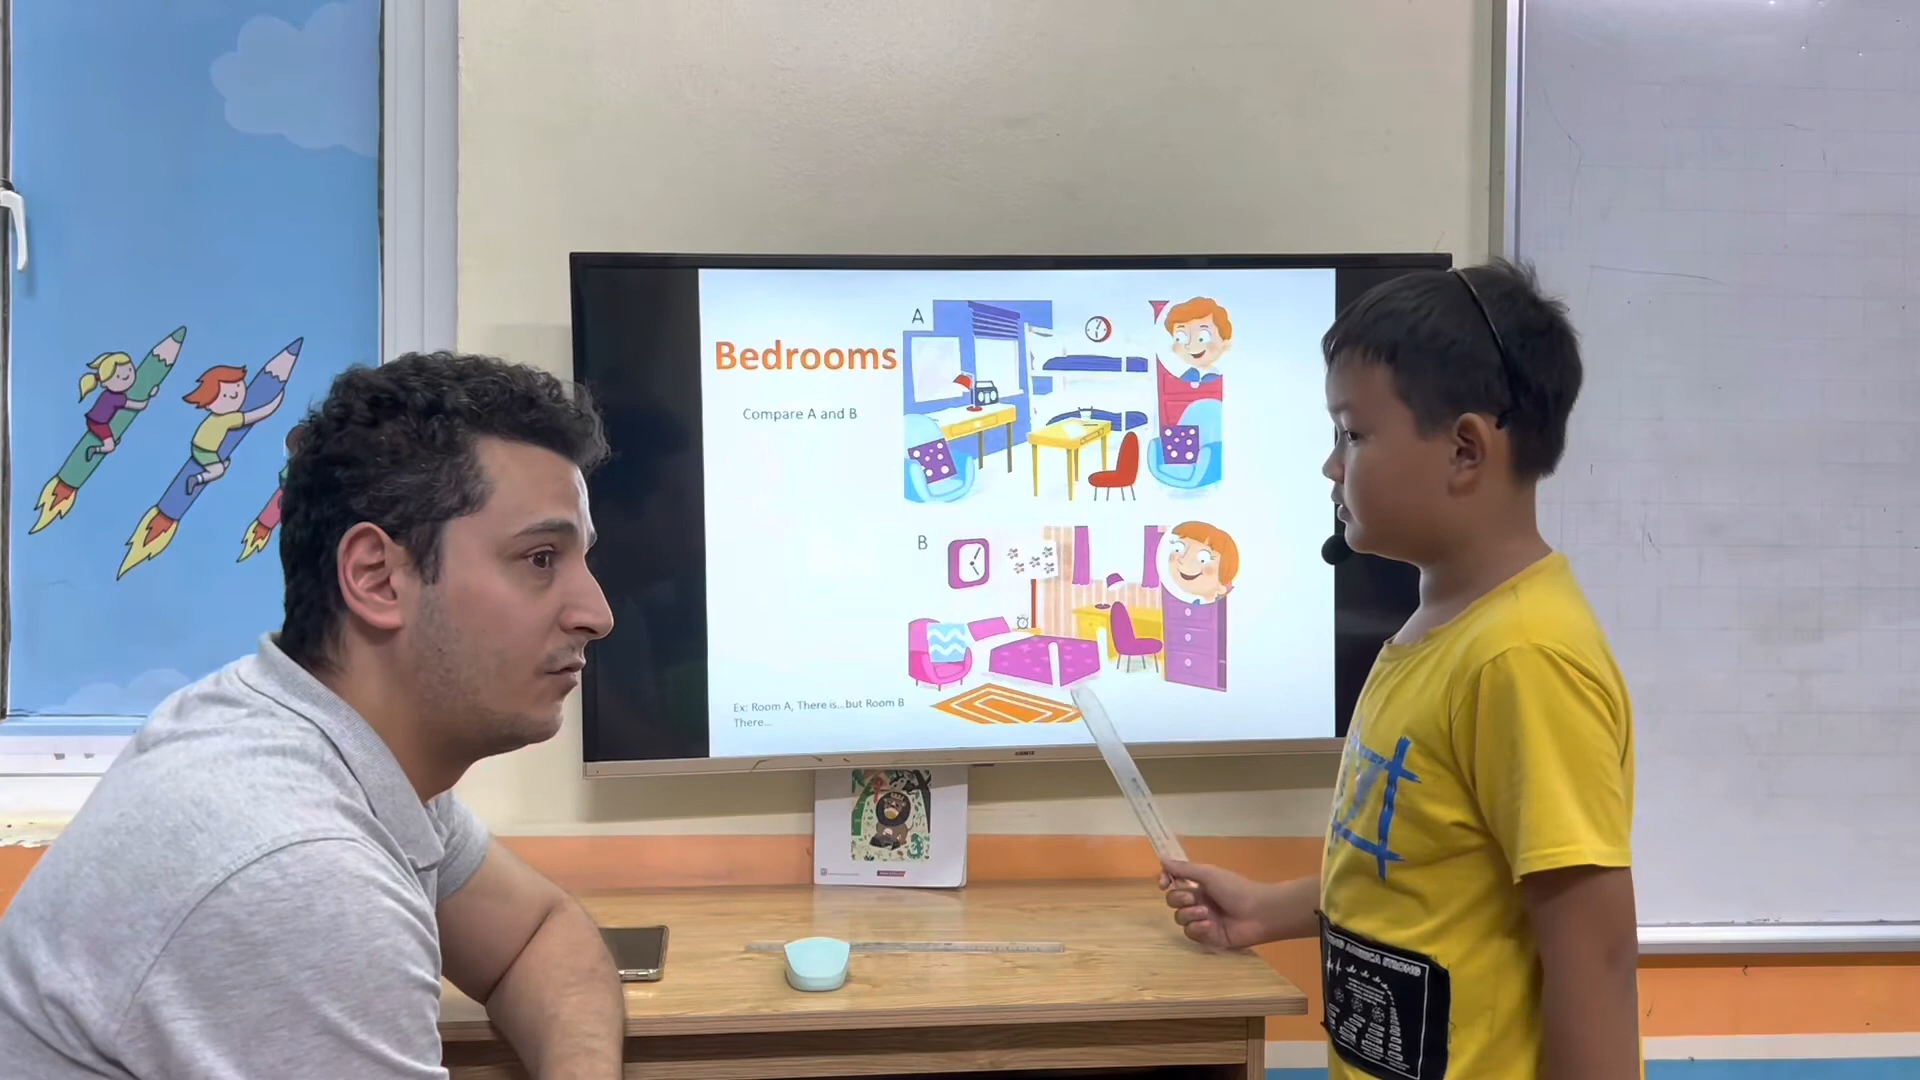 A
Bedrooms
Compare A and B
B
Ex: Room A, There is...but Room B
There...